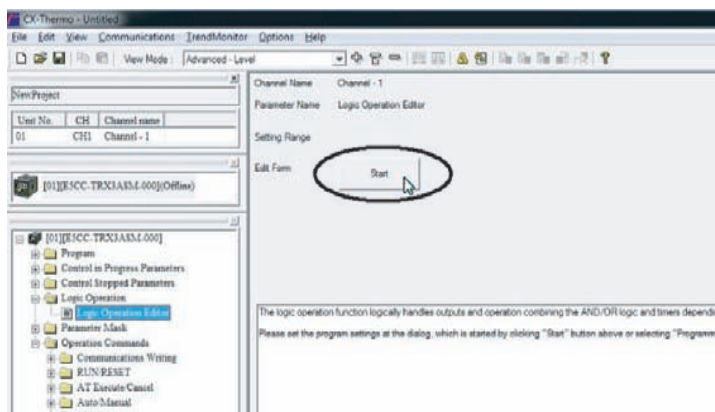 CX-Thermo - Untitled
File Edit View Communications TrendMonitor Options Help
View Mode : Advanced - Level
NewProject
Unit No. CH Channel name
01 CH1 Channel - 1
[01][E5CC-TRX3A8M-000](Offline)
[01][E5CC-TRX3A8M-000]
Program
Control in Progress Parameters
Control Stopped Parameters
Logic Operation
Logic Operation Editor
Parameter Mask
Operation Commands
Communications Writing
RUN/RESET
AT Execute/Cancel
Auto/Manual
Channel Name Channel - 1
Parameter Name Logic Operation Editor
Setting Range
Edit Form Start
The logic operation function logically handles outputs and operation combining the AND/OR logic and timers depend
Please set the program settings at the dialog, which is started by clicking "Start" button above or selecting "Programm